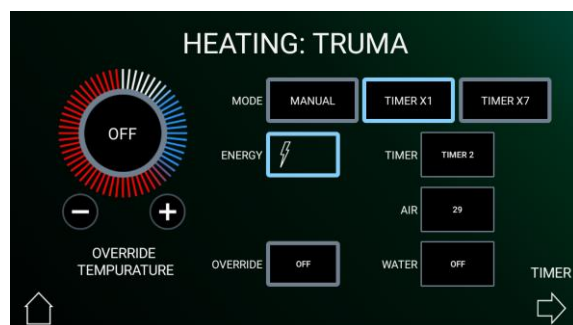 HEATING: TRUMA
MODE MANUAL TIMER X1 TIMER X7
OFF
ENERGY TIMER TIMER 2
AIR 29
OVERRIDE
TEMPURATURE
OVERRIDE OFF WATER OFF
TIMER